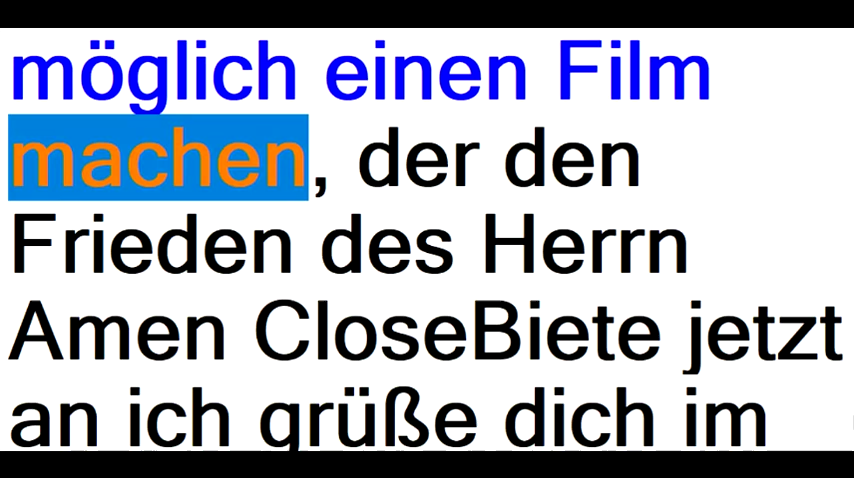 möglich einen Film
machen, der den
Frieden des Herrn
Amen CloseBiete jetzt
an ich grüße dich im